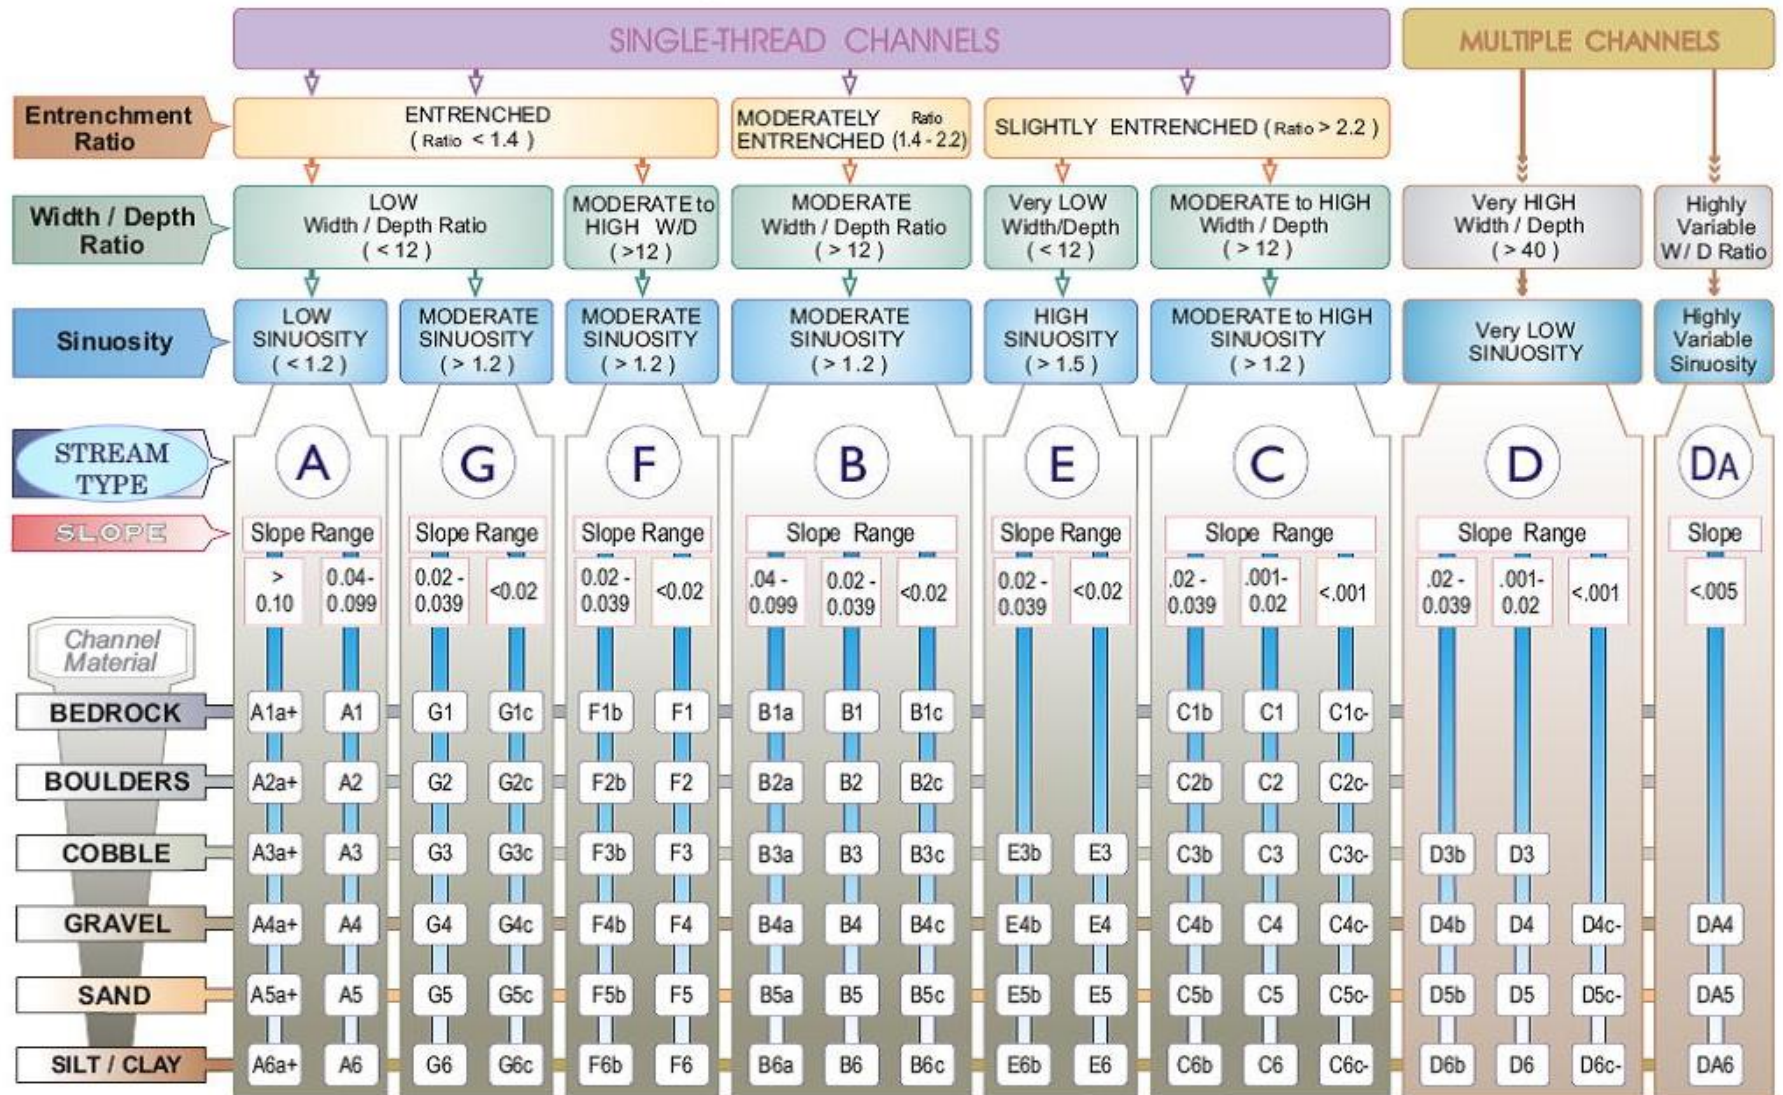 SINGLE-THREAD CHANNELS
MULTIPLE CHANNELS
Entrenchment
Ratio
ENTRENCHED
( Ratio < 1.4 )
MODERATELY Ratio
ENTRENCHED (1.4 - 2.2)
SLIGHTLY ENTRENCHED ( Ratio > 2.2 )
Width / Depth
Ratio
LOW
Width / Depth Ratio
( < 12 )
MODERATE to
HIGH W/D
( >12 )
MODERATE
Width / Depth Ratio
( > 12 )
Very LOW
Width/Depth
( < 12 )
MODERATE to HIGH
Width / Depth
( > 12 )
Very HIGH
Width / Depth
( > 40 )
Highly
Variable
W / D Ratio
Sinuosity
LOW
SINUOSITY
( < 1.2 )
MODERATE
SINUOSITY
( > 1.2 )
MODERATE
SINUOSITY
( > 1.2 )
MODERATE
SINUOSITY
( > 1.2 )
HIGH
SINUOSITY
( > 1.5 )
MODERATE to HIGH
SINUOSITY
( > 1.2 )
Very LOW
SINUOSITY
Highly
Variable
Sinuosity
STREAM
TYPE
A G F B E C D DA
SLOPE
Slope Range Slope Range Slope Range Slope Range Slope Range Slope Range Slope Range Slope
>
0.10
0.04-
0.099
0.02 -
0.039
<0.02
0.02 -
0.039
<0.02
.04 -
0.099
0.02 -
0.039
<0.02
0.02 -
0.039
<0.02
.02 -
0.039
.001-
0.02
<.001
.02 -
0.039
.001-
0.02
<.001
<.005
Channel
Material
BEDROCK A1a+ A1 G1 G1c F1b F1 B1a B1 B1c C1b C1 C1c-
BOULDERS A2a+ A2 G2 G2c F2b F2 B2a B2 B2c C2b C2 C2c-
COBBLE A3a+ A3 G3 G3c F3b F3 B3a B3 B3c E3b E3 C3b C3 C3c- D3b D3
GRAVEL A4a+ A4 G4 G4c F4b F4 B4a B4 B4c E4b E4 C4b C4 C4c- D4b D4 D4c- DA4
SAND A5a+ A5 G5 G5c F5b F5 B5a B5 B5c E5b E5 C5b C5 C5c- D5b D5 D5c- DA5
SILT / CLAY A6a+ A6 G6 G6c F6b F6 B6a B6 B6c E6b E6 C6b C6 C6c- D6b D6 D6c- DA6